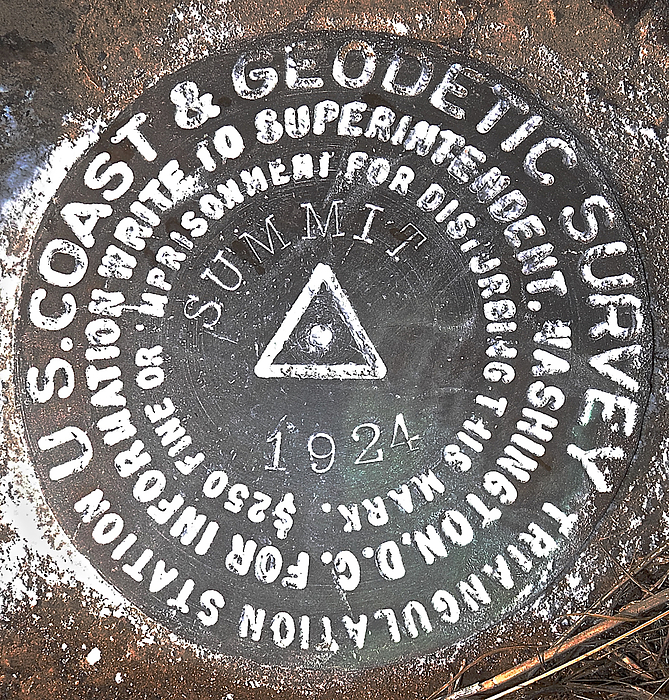 U.S.COAST & GEODETIC SURVEY
TRIANGULATION STATION
FOR INFORMATION WRITE TO SUPERINTENDENT. WASHINGTON.D.C.
$250 FINE OR IMPRISONMENT FOR DISTURBING THIS MARK.
SUMMIT
1924